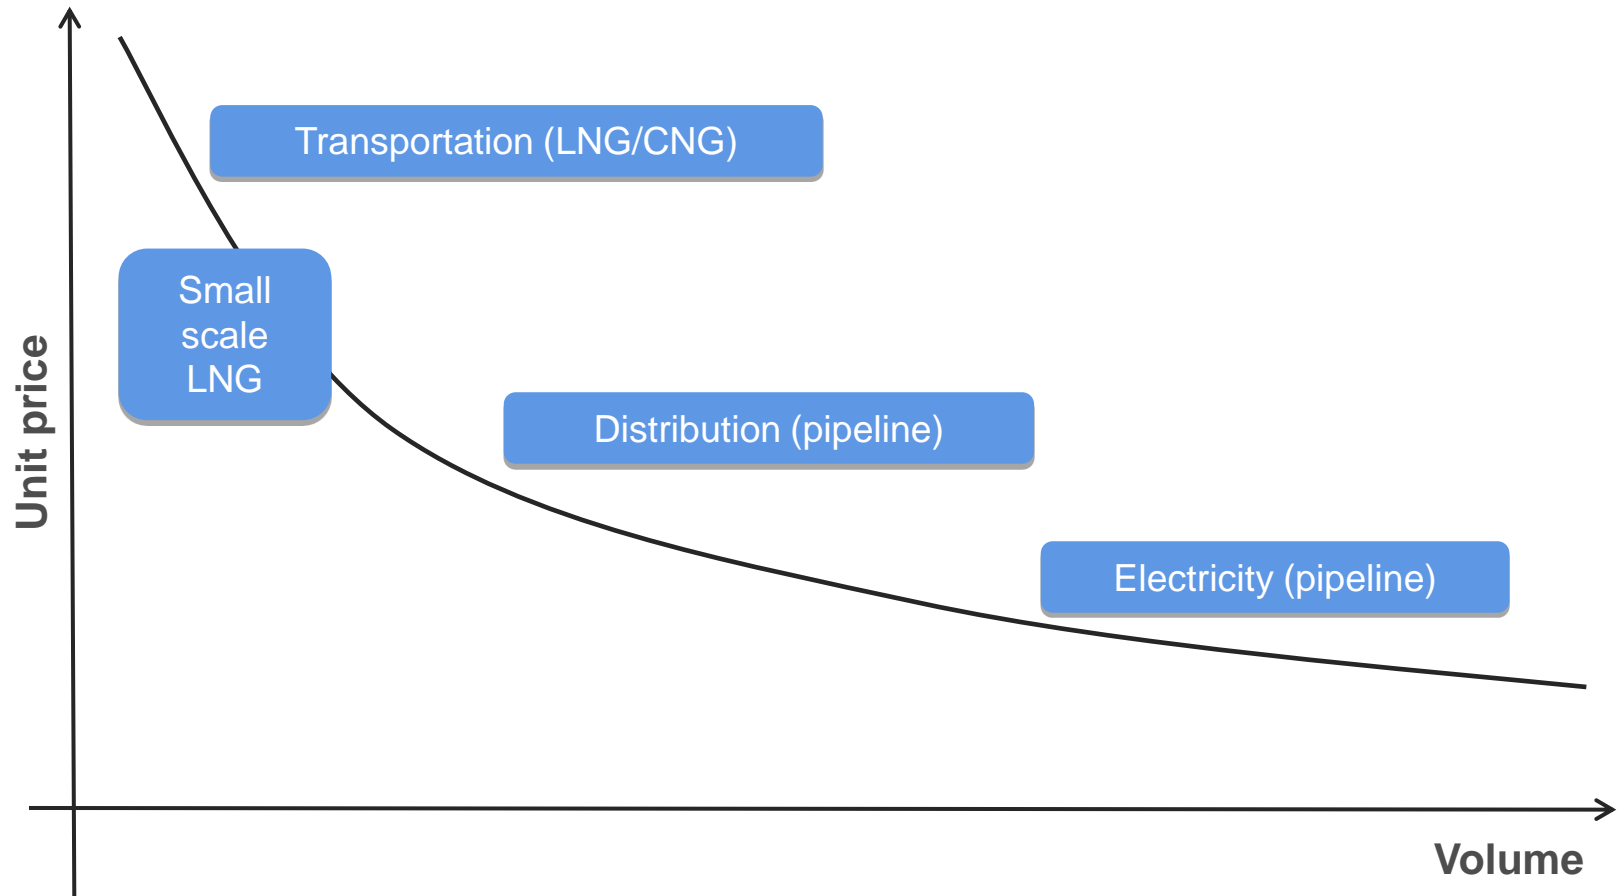 Transportation (LNG/CNG)
Small
scale
LNG
Unit price
Distribution (pipeline)
Electricity (pipeline)
Volume